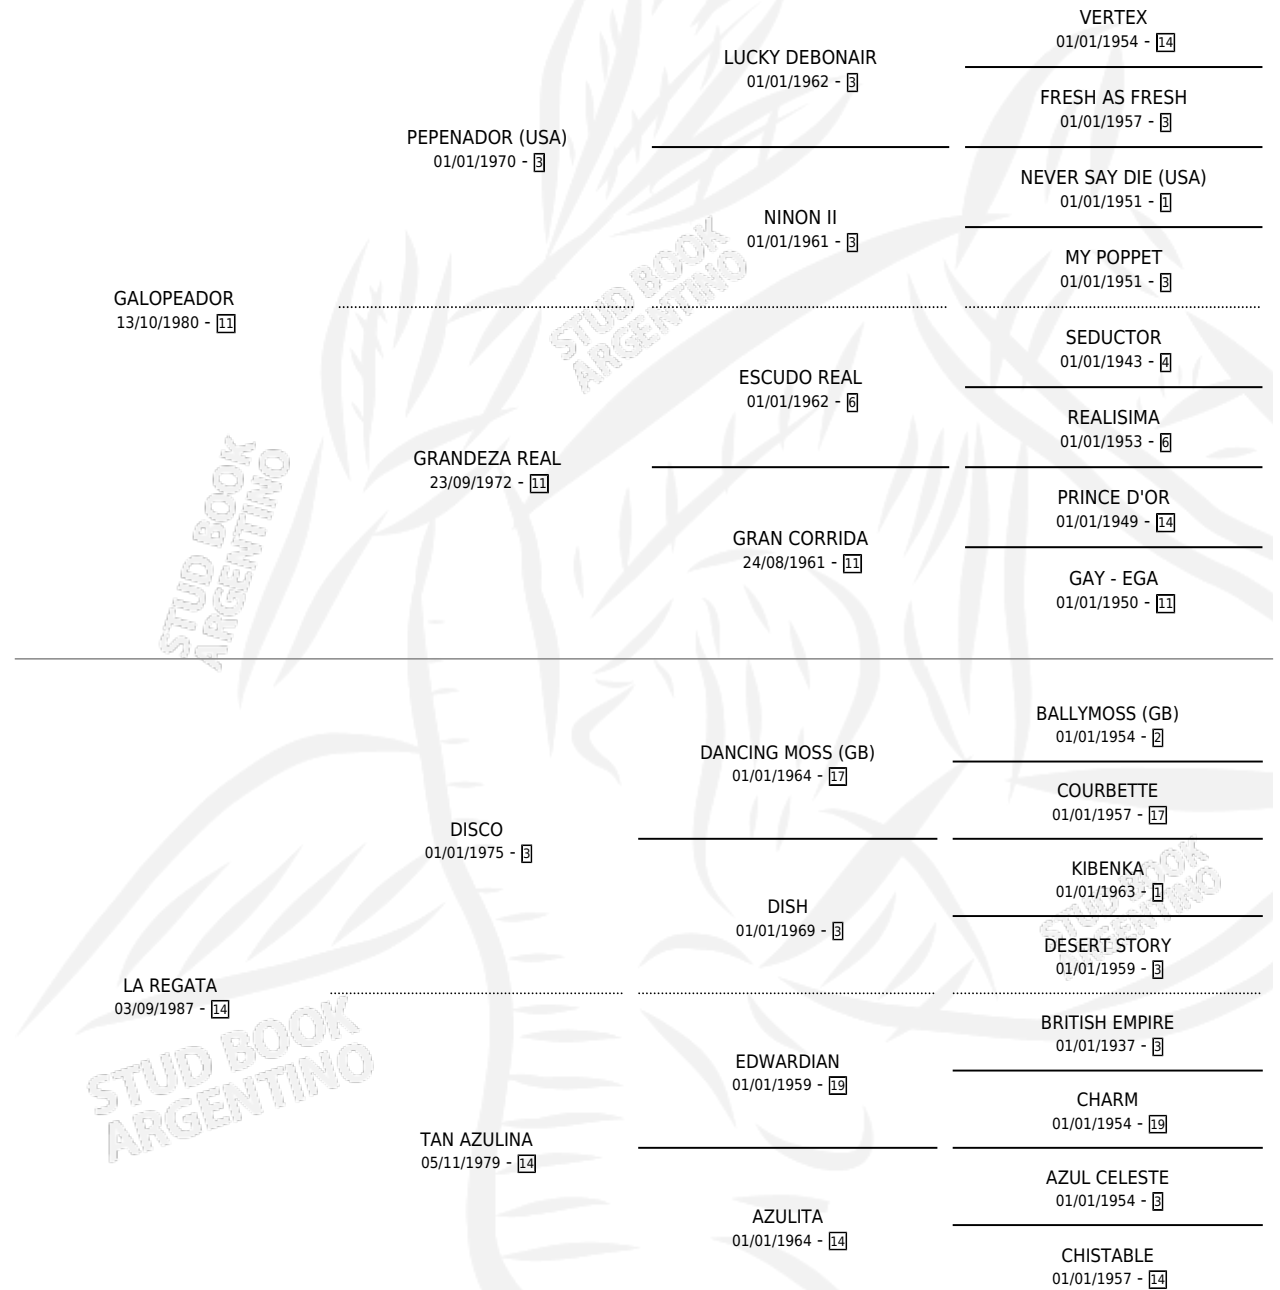 VERTEX
01/01/1954 - 14
LUCKY DEBONAIR
01/01/1962 - 3
FRESH AS FRESH
01/01/1957 - 3
PEPENADOR (USA)
01/01/1970 - 3
NEVER SAY DIE (USA)
01/01/1951 - 1
NINON II
01/01/1961 - 3
MY POPPET
01/01/1951 - 3
GALOPEADOR
13/10/1980 - 11
SEDUCTOR
01/01/1943 - 4
ESCUDO REAL
01/01/1962 - 6
REALISIMA
01/01/1953 - 6
GRANDEZA REAL
23/09/1972 - 11
PRINCE D'OR
01/01/1949 - 14
GRAN CORRIDA
24/08/1961 - 11
GAY - EGA
01/01/1950 - 11
BALLYMOSS (GB)
01/01/1954 - 2
DANCING MOSS (GB)
01/01/1964 - 17
COURBETTE
01/01/1957 - 17
DISCO
01/01/1975 - 3
KIBENKA
01/01/1963 - 1
DISH
01/01/1969 - 3
DESERT STORY
01/01/1959 - 3
LA REGATA
03/09/1987 - 14
BRITISH EMPIRE
01/01/1937 - 3
EDWARDIAN
01/01/1959 - 19
CHARM
01/01/1954 - 19
TAN AZULINA
05/11/1979 - 14
AZUL CELESTE
01/01/1954 - 3
AZULITA
01/01/1964 - 14
CHISTABLE
01/01/1957 - 14
STUD BOOK
ARGENTINO
STUD BOOK
ARGENTINO
STUD BOOK
ARGENTINO
STUD BOOK
ARGENTINO